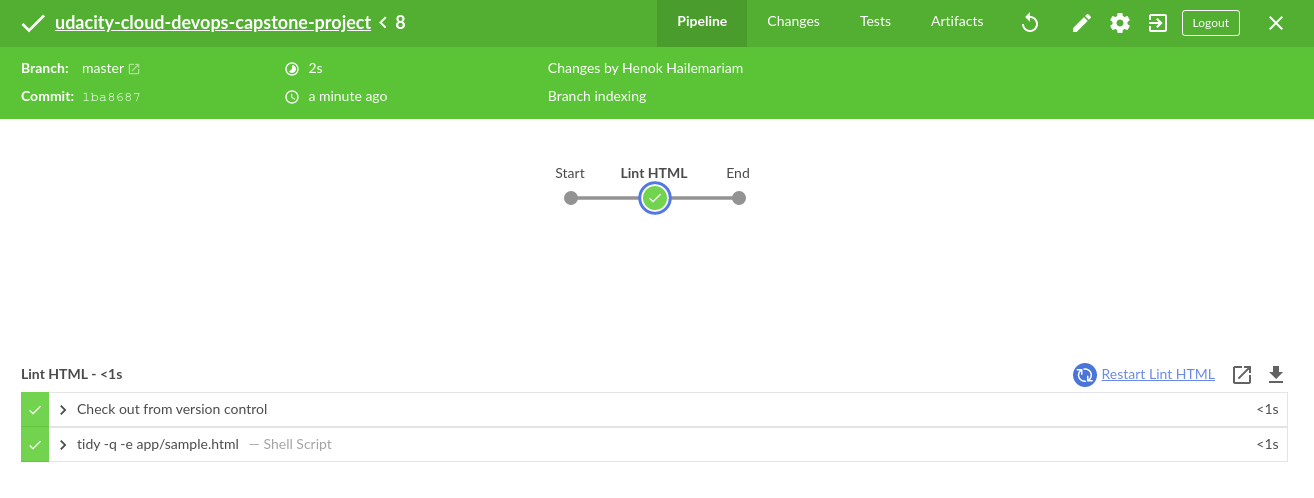 udacity-cloud-devops-capstone-project < 8 Pipeline Changes Tests Artifacts Logout
Branch: master 2s Changes by Henok Hailemariam
Commit: 1ba8687 a minute ago Branch indexing
Start Lint HTML End
Lint HTML - <1s Restart Lint HTML
Check out from version control <1s
tidy -q -e app/sample.html — Shell Script <1s